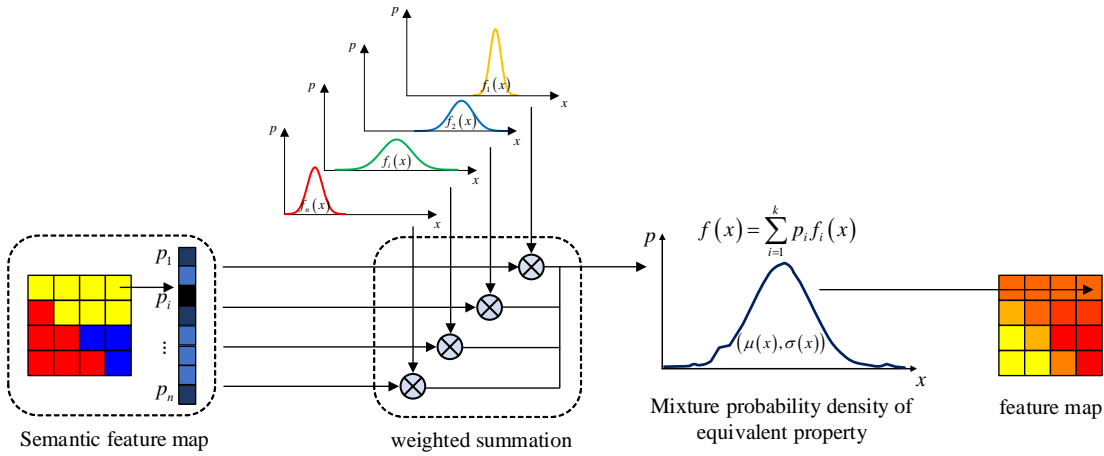 p
f₁(x)
x
p
f₂(x)
x
p
fᵢ(x)
x
p
fₙ(x)
x
p₁
pᵢ
⋮
pₙ
Semantic feature map
weighted summation
f(x) = ∑ᵢ₌₁ᵏ pᵢ fᵢ(x)
p
(μ(x), σ(x))
x
Mixture probability density of
equivalent property
feature map